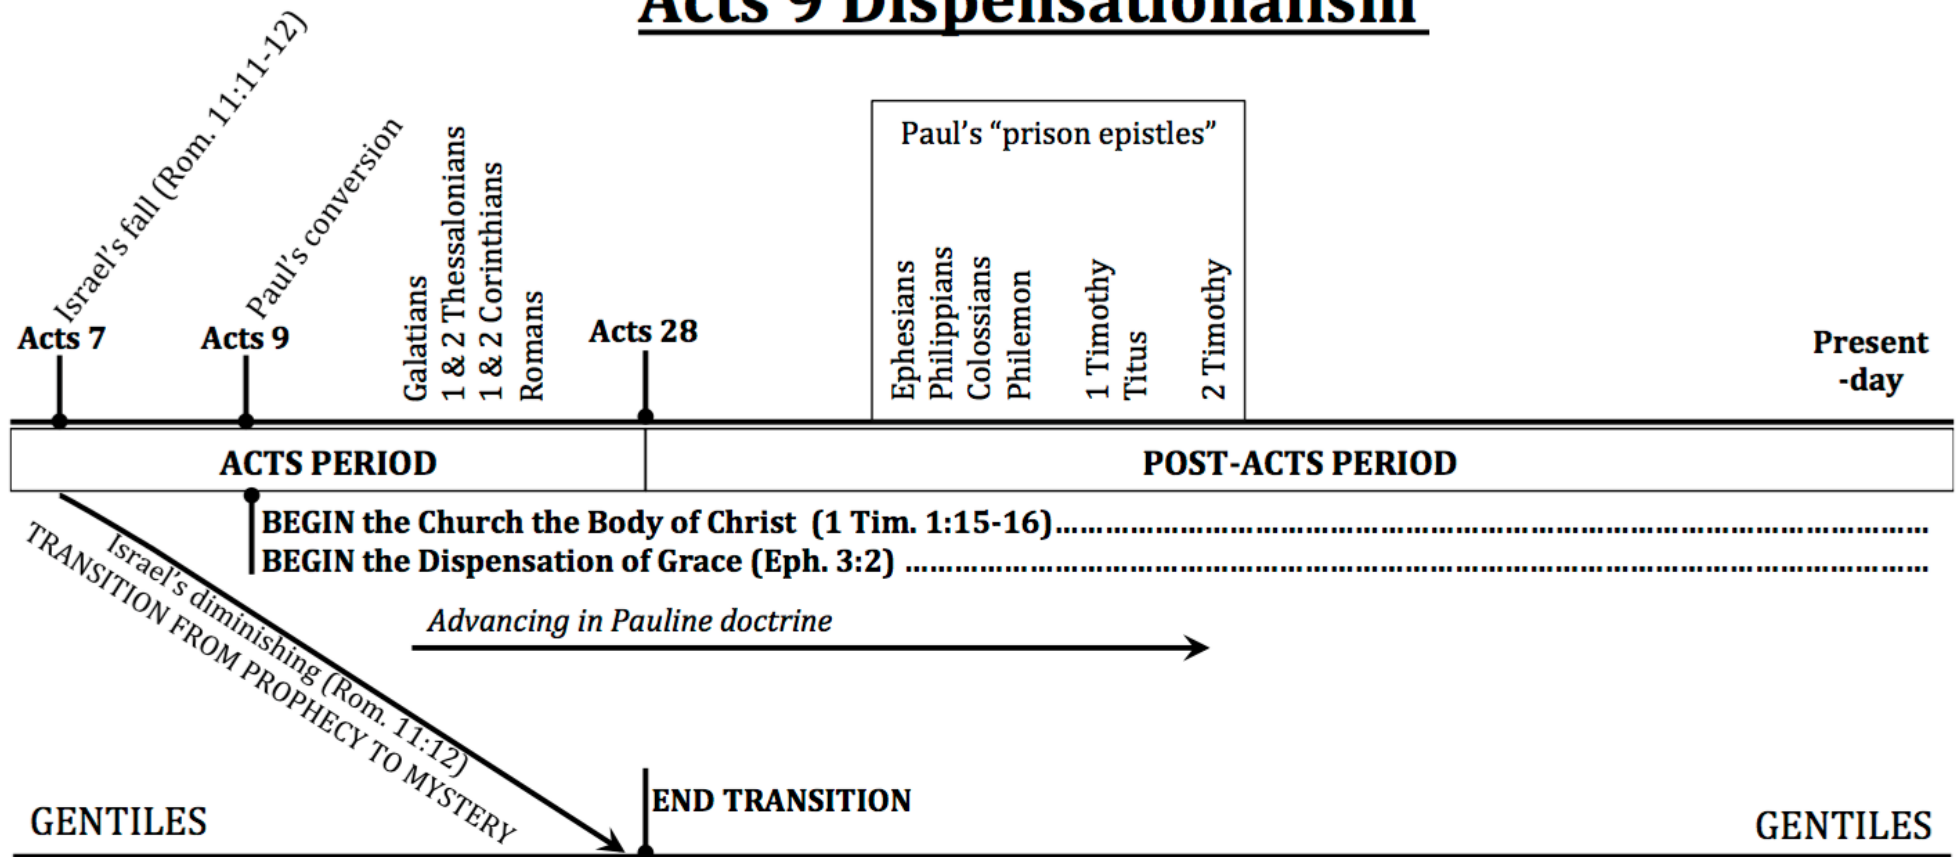 Acts 9 Dispensationalism
Israel's fall (Rom. 11:11-12)
Paul's conversion
Acts 7
Acts 9
Galatians
1 & 2 Thessalonians
1 & 2 Corinthians
Romans
Acts 28
Paul's “prison epistles”
Ephesians
Philippians
Colossians
Philemon
1 Timothy
Titus
2 Timothy
Present
-day
ACTS PERIOD
POST-ACTS PERIOD
BEGIN the Church the Body of Christ (1 Tim. 1:15-16)
BEGIN the Dispensation of Grace (Eph. 3:2)
Israel's diminishing (Rom. 11:12)
TRANSITION FROM PROPHECY TO MYSTERY
Advancing in Pauline doctrine
END TRANSITION
GENTILES
GENTILES